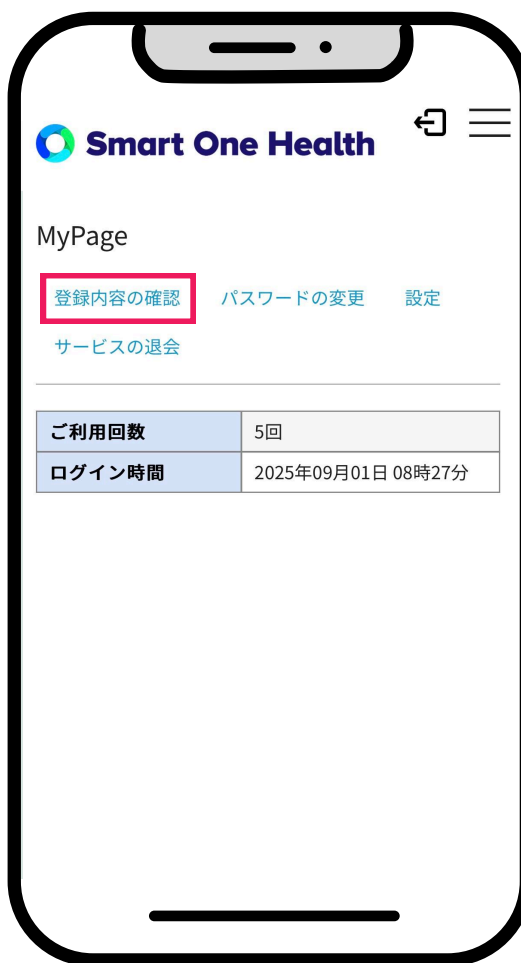 Smart One Health
MyPage
登録内容の確認 パスワードの変更 設定
サービスの退会
ご利用回数 5回
ログイン時間 2025年09月01日 08時27分